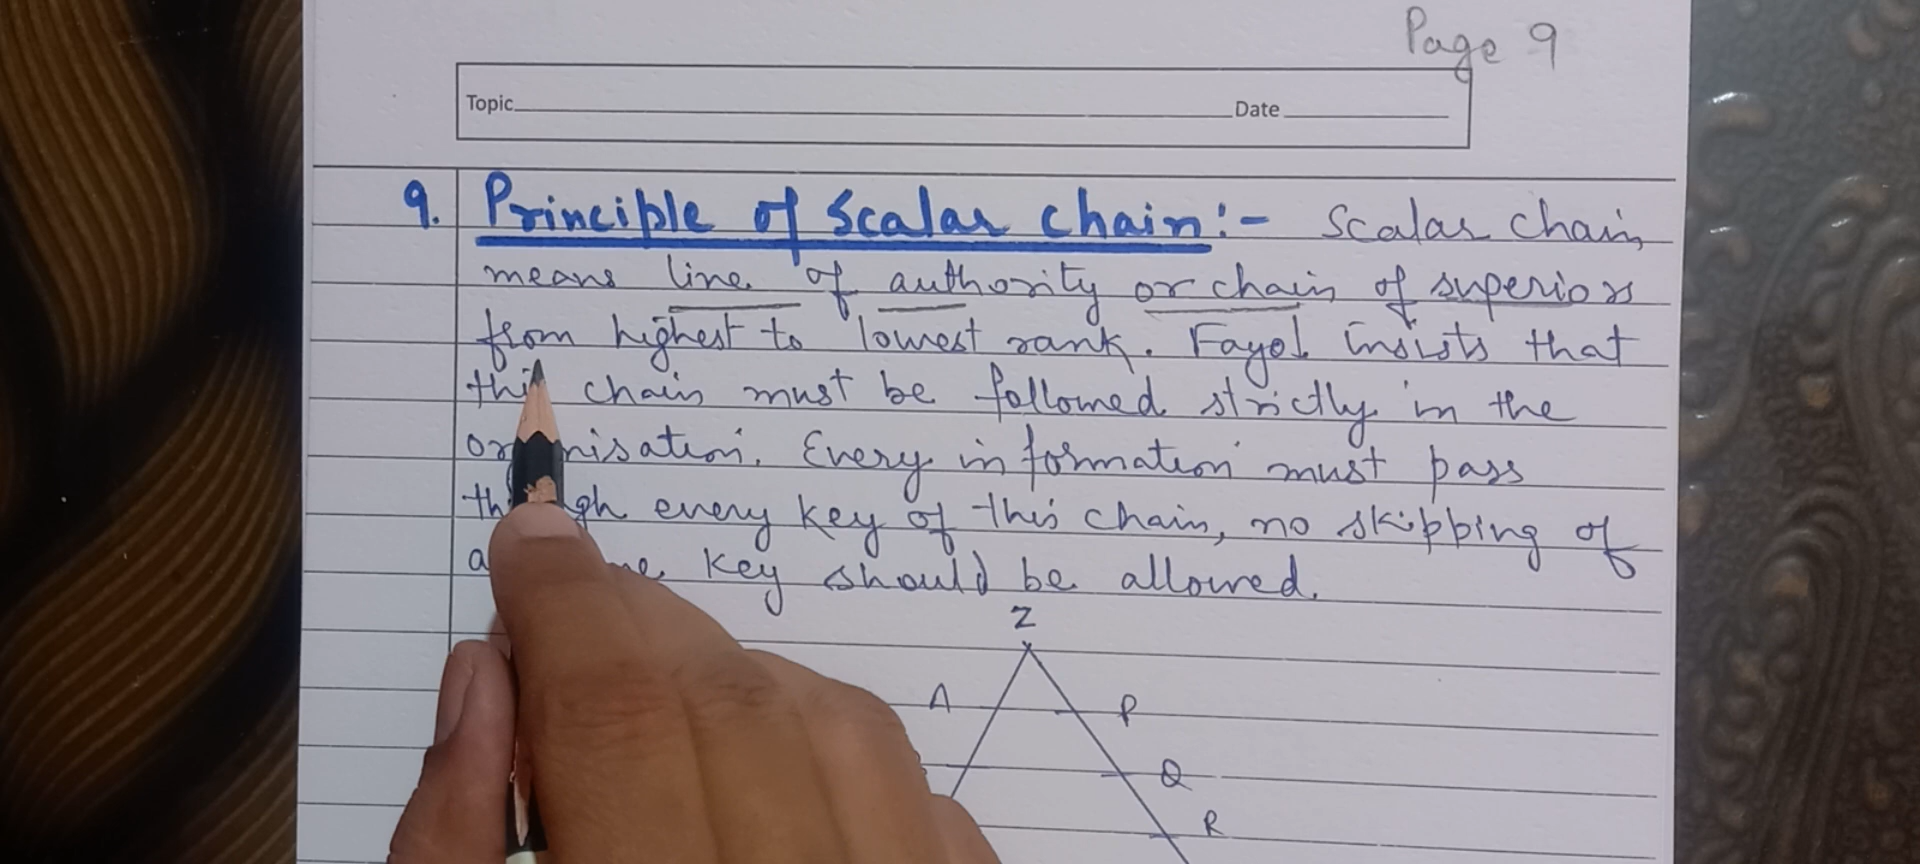 Page 9
Topic Date
9. Principle of Scalar chain:- Scalar chain
means line of authority or chain of superiors
from highest to lowest rank. Fayol insists that
this chain must be followed strictly in the
nisation. Every information must pass
every key of this chain, no skipping of
key should be allowed.
Z
A P
Q
R